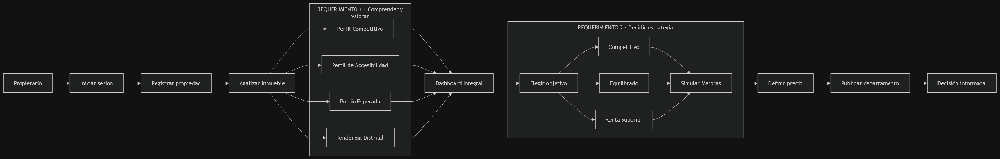 Propietario
Iniciar sesión
Registrar propiedad
Analizar inmueble
REQUERIMIENTO 1 - Comprender y
valorar
Perfil Competitivo
Perfil de Accesibilidad
Precio Esperado
Tendencia Distrital
Dashboard Integral
REQUERIMIENTO 2 - Decidir estrategia
Elegir objetivo
Competitivo
Equilibrado
Renta Superior
Simular Mejoras
Definir precio
Publicar departamento
Decisión informada